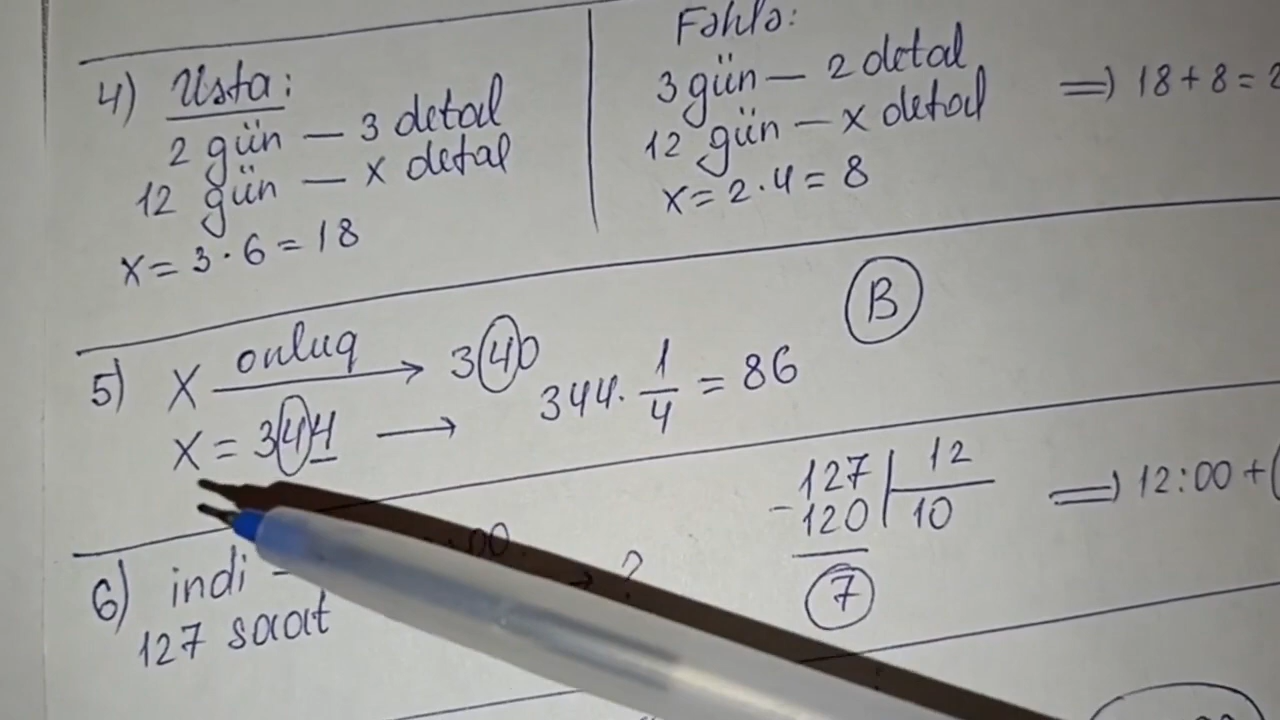 4) Usta:
2 gün — 3 detal
12 gün — x detal
x = 3 · 6 = 18
Fəhlə:
3 gün — 2 detal
12 gün — x detal
x = 2 · 4 = 8
⇒ 18 + 8 = 2
5) X onluq → 340
x = 344 → 344 · 1/4 = 86
B
6) indi — :00
127 saat → ?
127 | 12
- 120 | 10
7
⇒ 12:00 + (